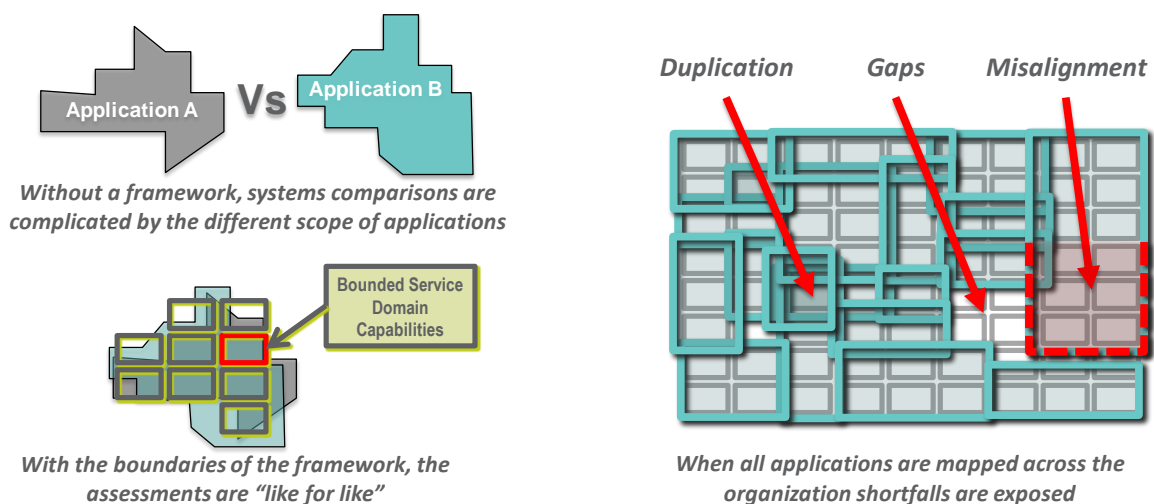 Application A
Vs
Application B
Without a framework, systems comparisons are
complicated by the different scope of applications
Bounded Service
Domain
Capabilities
With the boundaries of the framework, the
assessments are “like for like”
Duplication
Gaps
Misalignment
When all applications are mapped across the
organization shortfalls are exposed